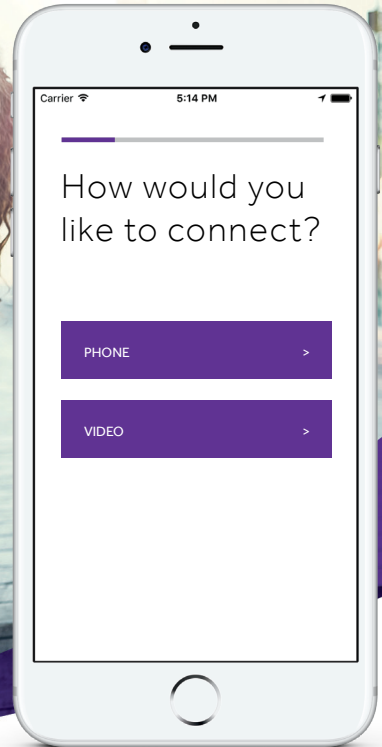 Carrier 5:14 PM
How would you
like to connect?
PHONE >
VIDEO >